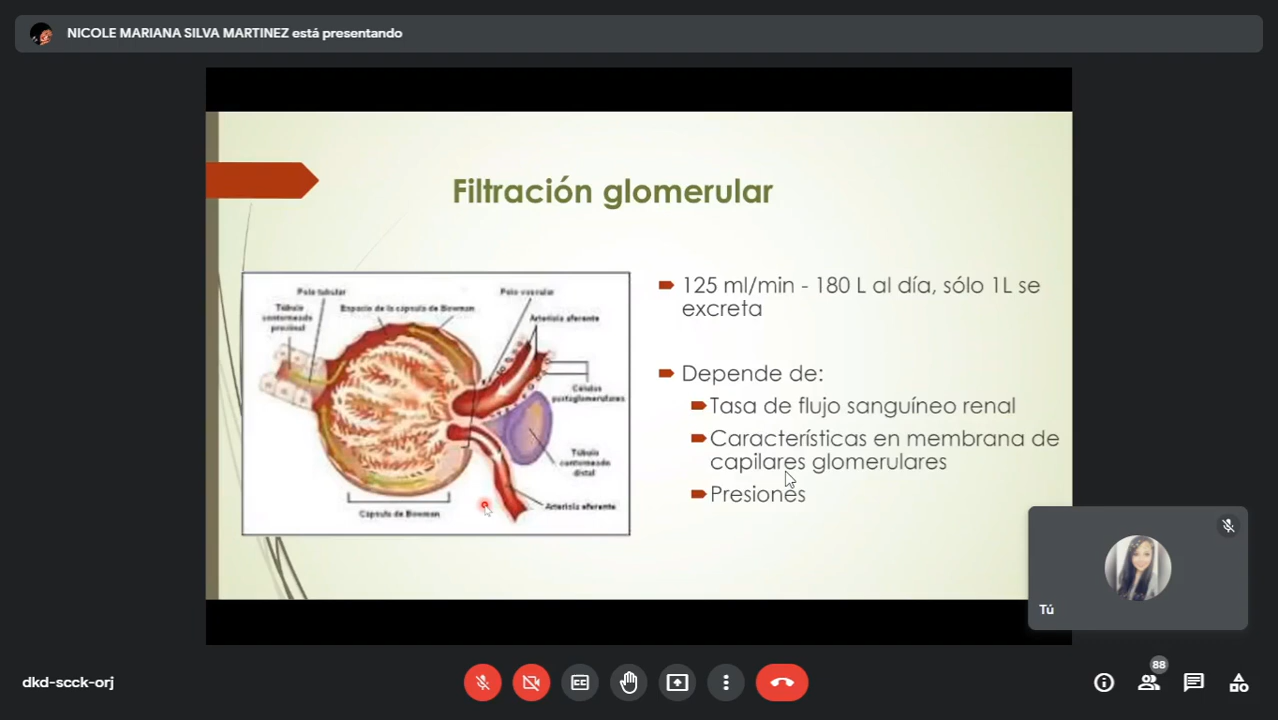 NICOLE MARIANA SILVA MARTINEZ está presentando
Filtración glomerular
Polo tubular
Túbulo
contorneado
proximal
Espacio de la cápsula de Bowman
Polo vascular
Arteriola aferente
Células
yuxtaglomerulares
Túbulo
contorneado
distal
Arteriola eferente
Cápsula de Bowman
125 ml/min - 180 L al día, sólo 1L se
excreta
Depende de:
Tasa de flujo sanguíneo renal
Características en membrana de
capilares glomerulares
Presiones
Tú
dkd-scck-orj
CC
88